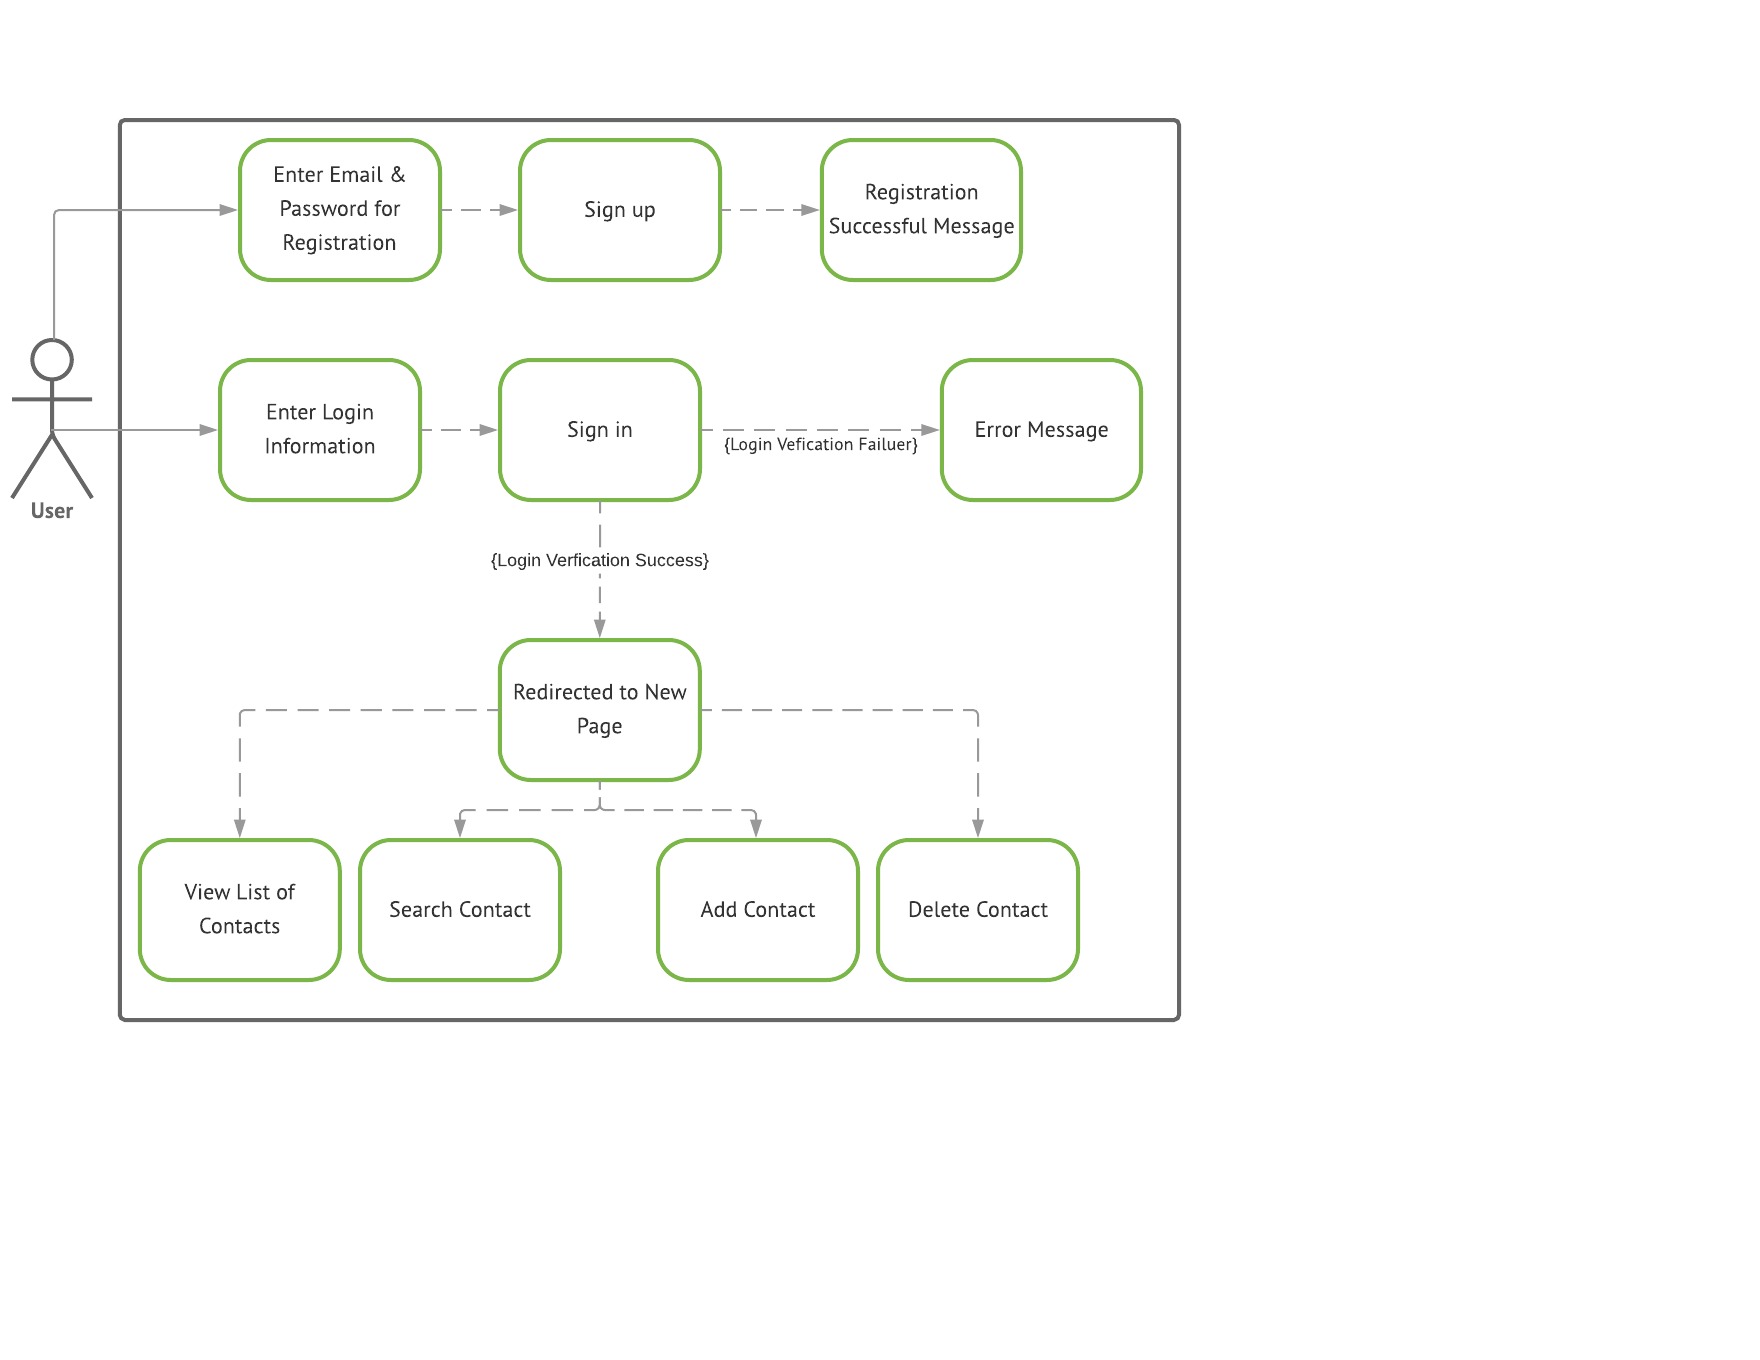 Enter Email &
Password for
Registration
Sign up
Registration
Successful Message
User
Enter Login
Information
Sign in
{Login Vefication Failuer}
Error Message
{Login Verfication Success}
Redirected to New
Page
View List of
Contacts
Search Contact
Add Contact
Delete Contact